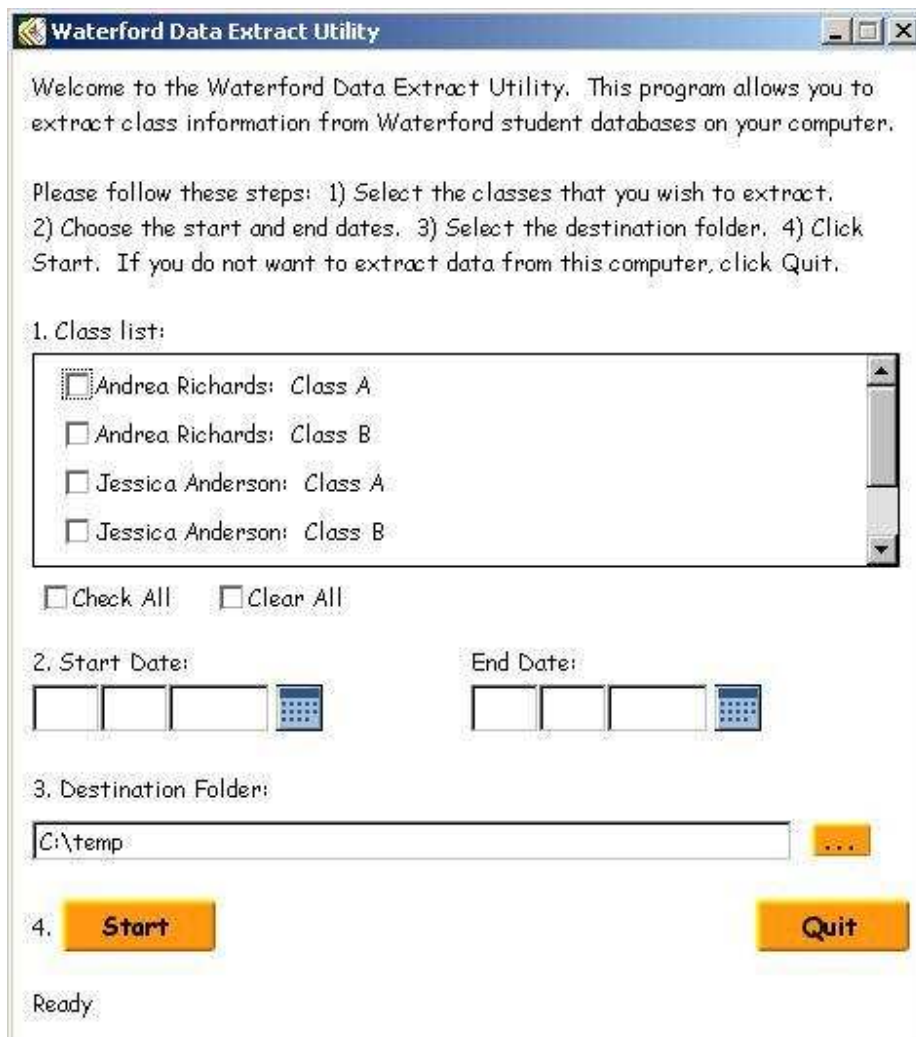 Waterford Data Extract Utility
Welcome to the Waterford Data Extract Utility. This program allows you to
extract class information from Waterford student databases on your computer.
Please follow these steps: 1) Select the classes that you wish to extract.
2) Choose the start and end dates. 3) Select the destination folder. 4) Click
Start. If you do not want to extract data from this computer, click Quit.
1. Class list:
Andrea Richards: Class A
Andrea Richards: Class B
Jessica Anderson: Class A
Jessica Anderson: Class B
Check All Clear All
2. Start Date: End Date:
3. Destination Folder:
C:\temp ...
4. Start Quit
Ready